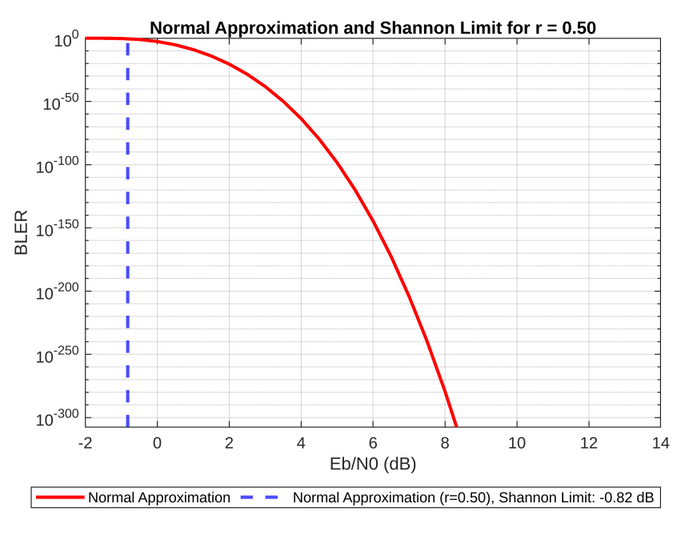 Normal Approximation and Shannon Limit for r = 0.50
10^0
10^-50
10^-100
10^-150
10^-200
10^-250
10^-300
BLER
-2 0 2 4 6 8 10 12 14
Eb/N0 (dB)
Normal Approximation Normal Approximation (r=0.50), Shannon Limit: -0.82 dB